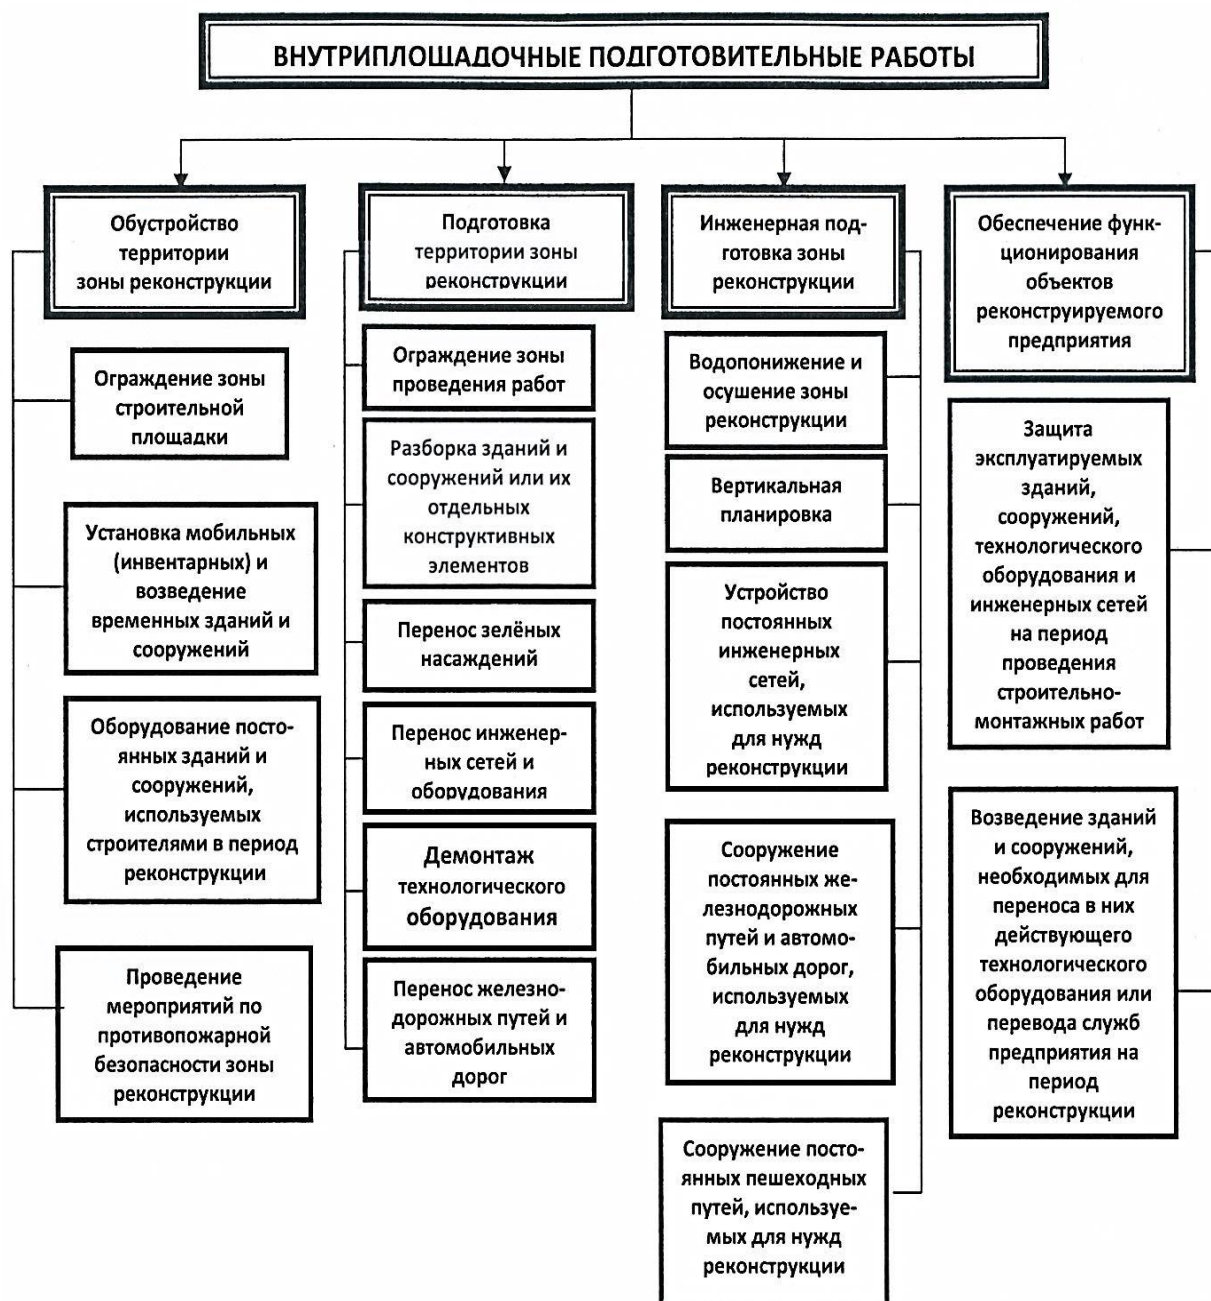 ВНУТРИПЛОЩАДОЧНЫЕ ПОДГОТОВИТЕЛЬНЫЕ РАБОТЫ
Обустройство
территории
зоны реконструкции
Ограждение зоны
строительной
площадки
Установка мобильных
(инвентарных) и
возведение
временных зданий и
сооружений
Оборудование посто-
янных зданий и
сооружений,
используемых
строителями в период
реконструкции
Проведение
мероприятий по
противопожарной
безопасности зоны
реконструкции
Подготовка
территории зоны
реконструкции
Ограждение зоны
проведения работ
Разборка зданий и
сооружений или их
отдельных
конструктивных
элементов
Перенос зелёных
насаждений
Перенос инженер-
ных сетей и
оборудования
Демонтаж
технологического
оборудования
Перенос железно-
дорожных путей и
автомобильных
дорог
Инженерная под-
готовка зоны
реконструкции
Водопонижение и
осушение зоны
реконструкции
Вертикальная
планировка
Устройство
постоянных
инженерных
сетей,
используемых
для нужд
реконструкции
Сооружение
постоянных же-
лезнодорожных
путей и автомо-
бильных дорог,
используемых
для нужд
реконструкции
Сооружение посто-
янных пешеходных
путей, используе-
мых для нужд
реконструкции
Обеспечение функ-
ционирования
объектов
реконструируемого
предприятия
Защита
эксплуатируемых
зданий,
сооружений,
технологического
оборудования и
инженерных сетей
на период
проведения
строительно-
монтажных работ
Возведение зданий
и сооружений,
необходимых для
переноса в них
действующего
технологического
оборудования или
перевода служб
предприятия на
период
реконструкции